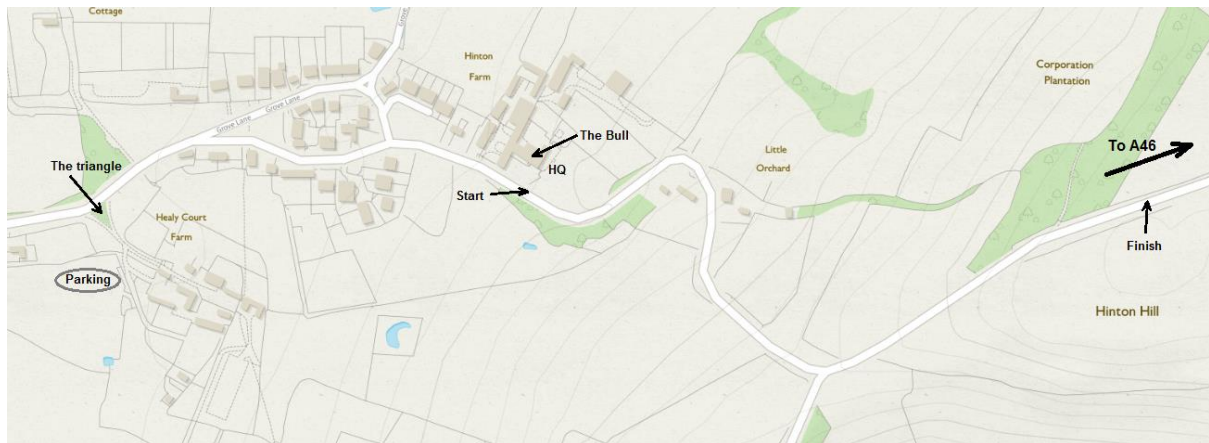 Cottage
Grove
Hinton
Farm
Corporation
Plantation
Grove Lane
Grove Lane
The Bull
The triangle
To A46
HQ
Little
Orchard
Start
Healy Court
Farm
Finish
Parking
Hinton Hill